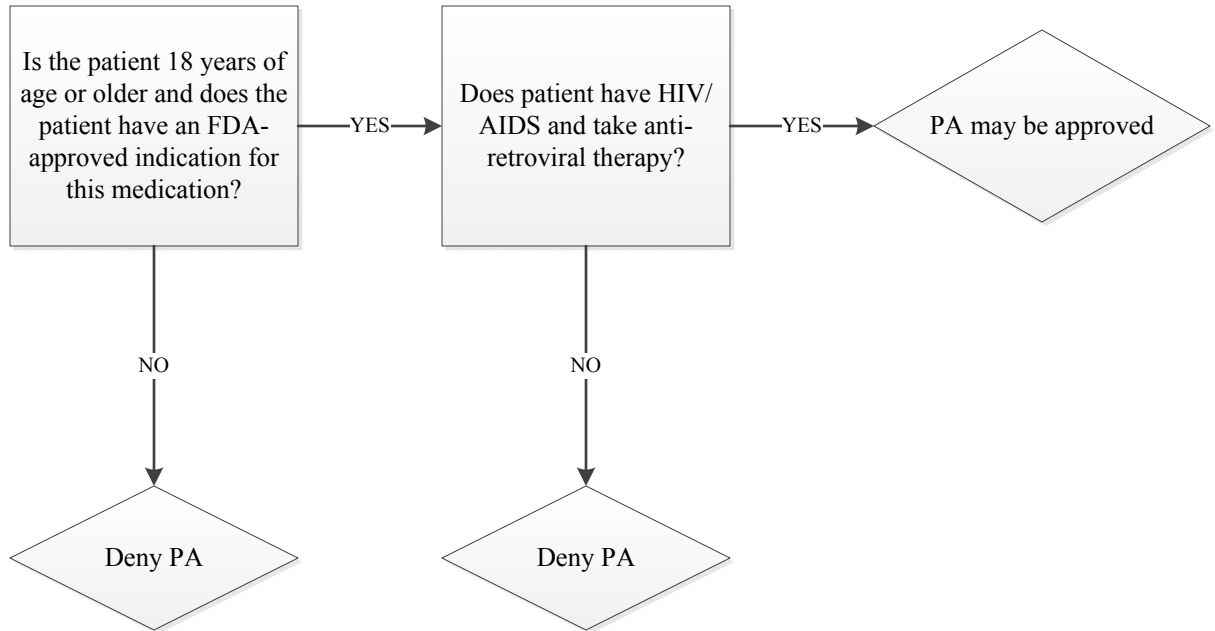 Is the patient 18 years of
age or older and does the
patient have an FDA-
approved indication for
this medication?
YES
Does patient have HIV/
AIDS and take anti-
retroviral therapy?
YES
PA may be approved
NO
NO
Deny PA
Deny PA